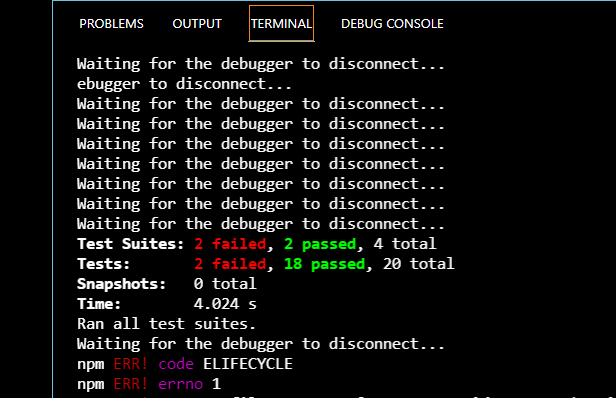 PROBLEMS OUTPUT TERMINAL DEBUG CONSOLE
Waiting for the debugger to disconnect...
ebugger to disconnect...
Waiting for the debugger to disconnect...
Waiting for the debugger to disconnect...
Waiting for the debugger to disconnect...
Waiting for the debugger to disconnect...
Waiting for the debugger to disconnect...
Waiting for the debugger to disconnect...
Waiting for the debugger to disconnect...
Test Suites: 2 failed, 2 passed, 4 total
Tests: 2 failed, 18 passed, 20 total
Snapshots: 0 total
Time: 4.024 s
Ran all test suites.
Waiting for the debugger to disconnect...
npm ERR! code ELIFECYCLE
npm ERR! errno 1